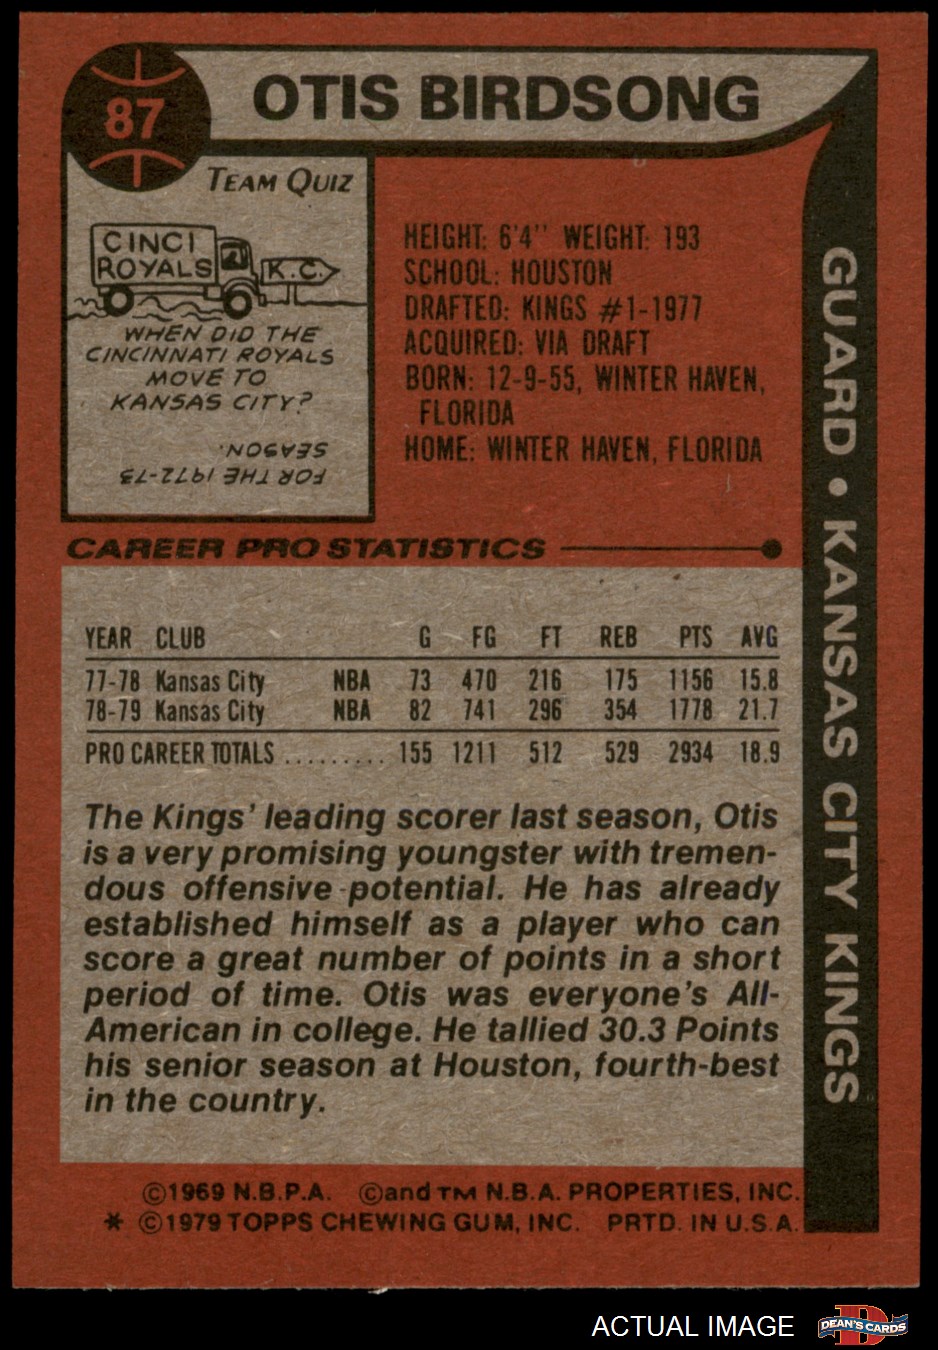 87
OTIS BIRDSONG
TEAM QUIZ
CINCI
ROYALS
K.C.
WHEN DID THE
CINCINNATI ROYALS
MOVE TO
KANSAS CITY?
FOR THE 1972-73
SEASON.
HEIGHT: 6'4'' WEIGHT: 193
SCHOOL: HOUSTON
DRAFTED: KINGS #1-1977
ACQUIRED: VIA DRAFT
BORN: 12-9-55, WINTER HAVEN,
FLORIDA
HOME: WINTER HAVEN, FLORIDA
GUARD • KANSAS CITY KINGS
CAREER PRO STATISTICS
YEAR CLUB G FG FT REB PTS AVG
77-78 Kansas City NBA 73 470 216 175 1156 15.8
78-79 Kansas City NBA 82 741 296 354 1778 21.7
PRO CAREER TOTALS ......... 155 1211 512 529 2934 18.9
The Kings' leading scorer last season, Otis
is a very promising youngster with tremen-
dous offensive potential. He has already
established himself as a player who can
score a great number of points in a short
period of time. Otis was everyone's All-
American in college. He tallied 30.3 Points
his senior season at Houston, fourth-best
in the country.
©1969 N.B.P.A. ©and TM N.B.A. PROPERTIES, INC.
* ©1979 TOPPS CHEWING GUM, INC. PRTD. IN U.S.A.
ACTUAL IMAGE
D
DEAN'S CARDS